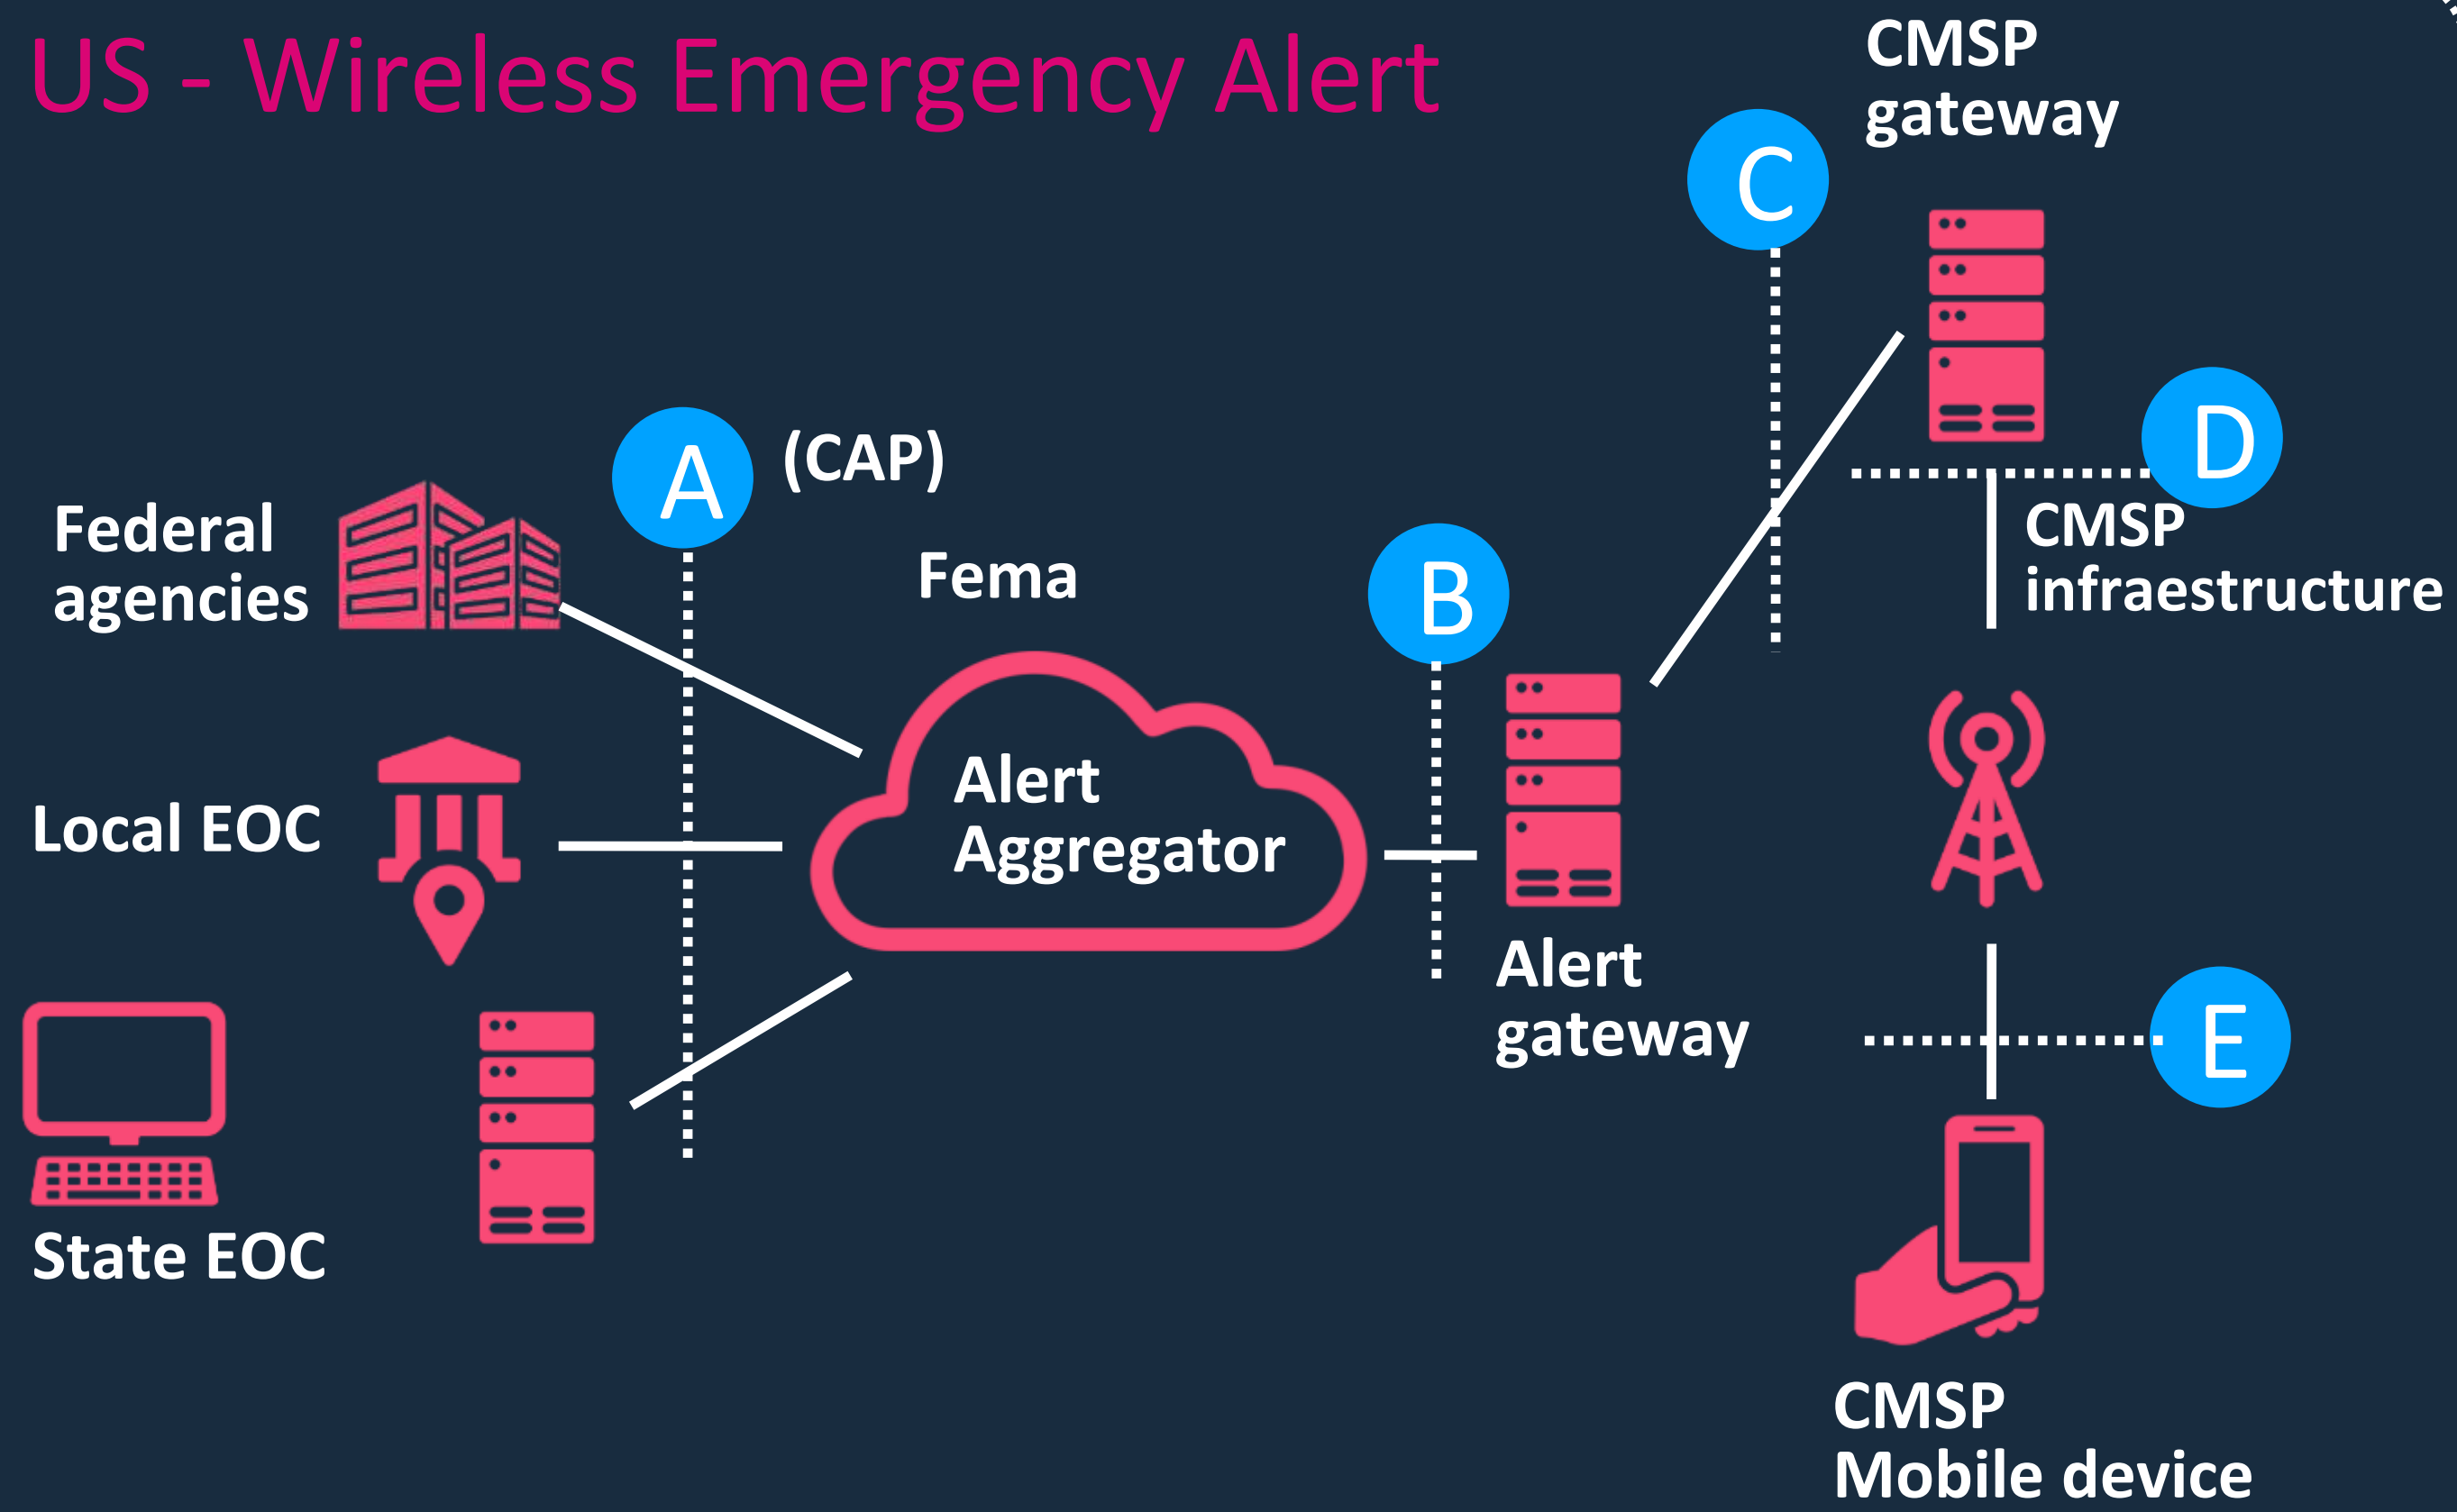 US - Wireless Emergency Alert
CMSP
gateway
C
D
CMSP
infraestructure
A
(CAP)
Federal
agencies
Fema
B
Alert
Aggregator
Local EOC
Alert
gateway
E
State EOC
CMSP
Mobile device